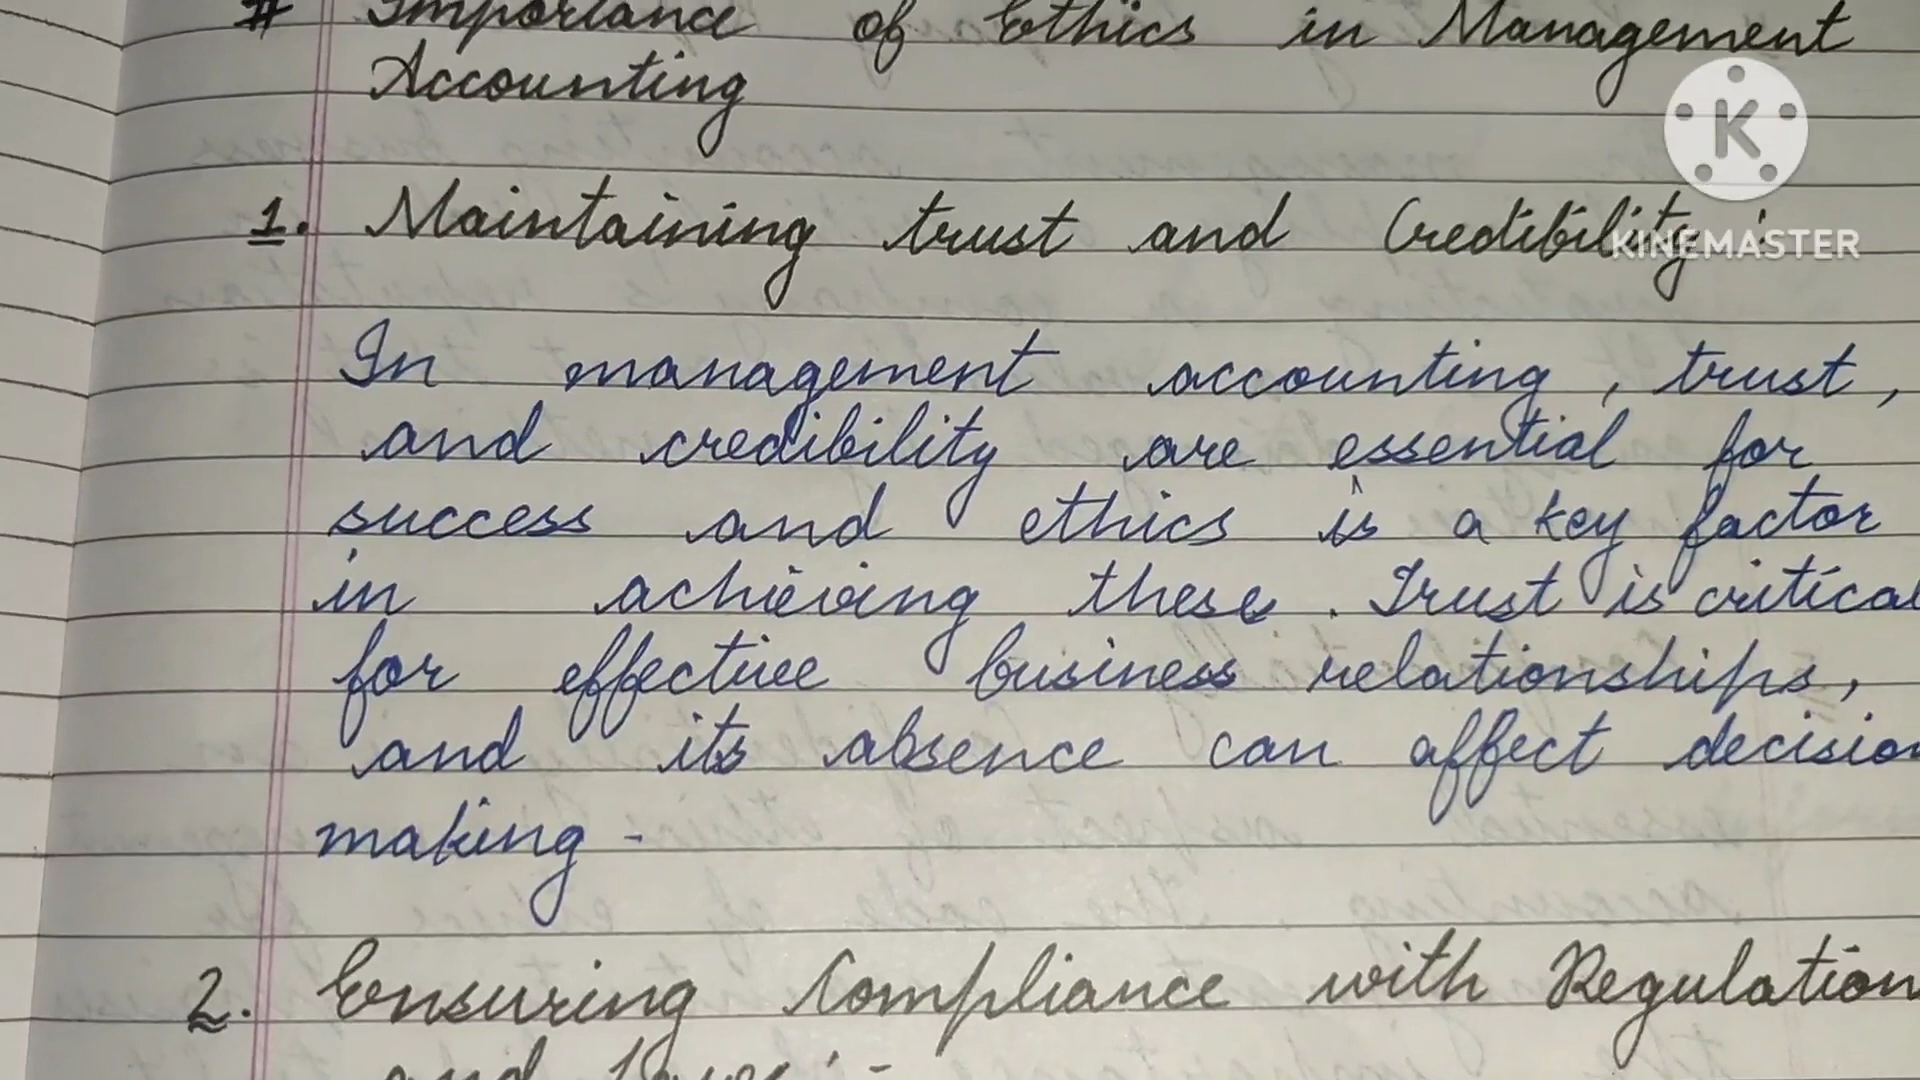 # Importance of Ethics in Management
Accounting
K
KINEMASTER
1. Maintaining trust and Credibility :
In management accounting, trust,
and credibility are essential for
success and ethics is a key factor
in achieving these. Trust is critical
for effective business relationships,
and its absence can affect decision
making -
2. Ensuring Compliance with Regulation
and Laws : -